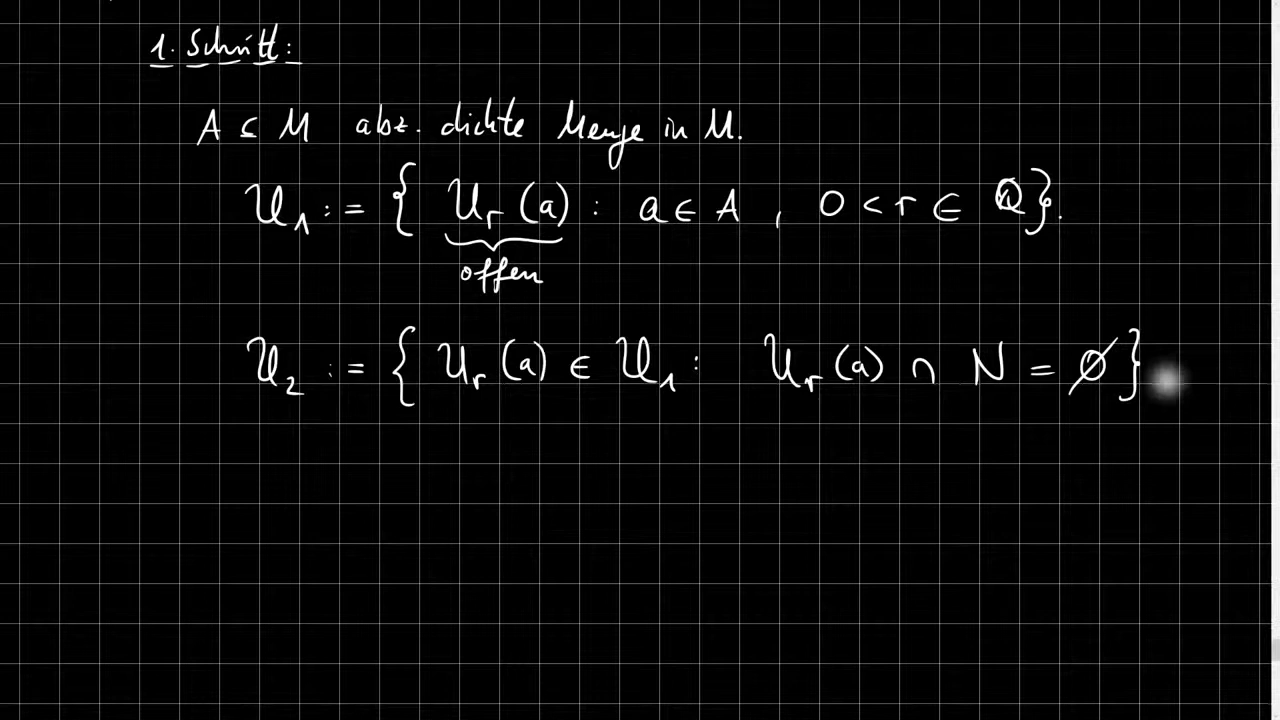 1. Schritt:
A ⊆ M abz. dichte Menge in M.
𝒰₁ := { U_r(a) : a ∈ A , 0 < r ∈ ℚ}.
offen
𝒰₂ := { U_r(a) ∈ 𝒰₁ : U_r(a) ∩ N = ∅}